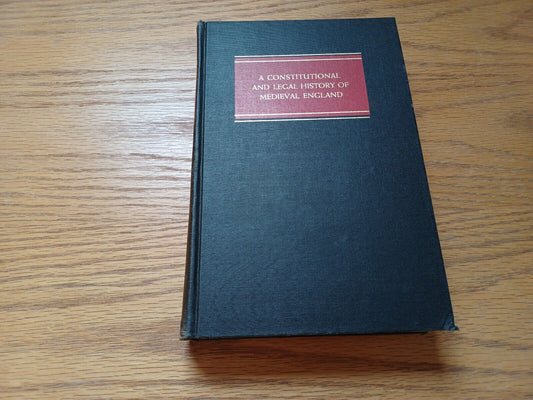 A CONSTITUTIONAL
AND LEGAL HISTORY OF
MEDIEVAL ENGLAND